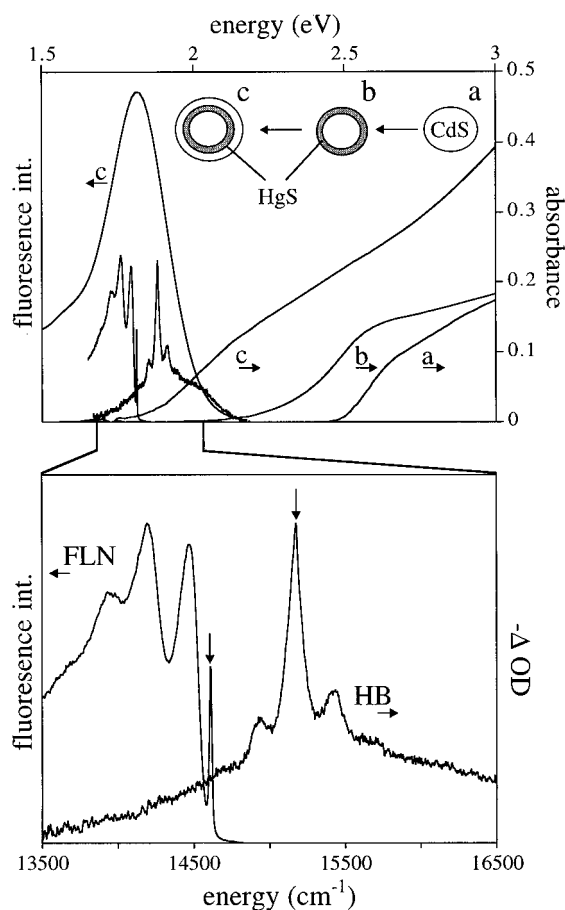 energy (eV)
1.5 2 2.5 3
fluoresence int.
c b a
CdS
HgS
c
c b a
0.5
0.4
0.3
0.2
0.1
0
absorbance
fluoresence int.
FLN
HB
-Δ OD
13500 14500 15500 16500
energy (cm-1)